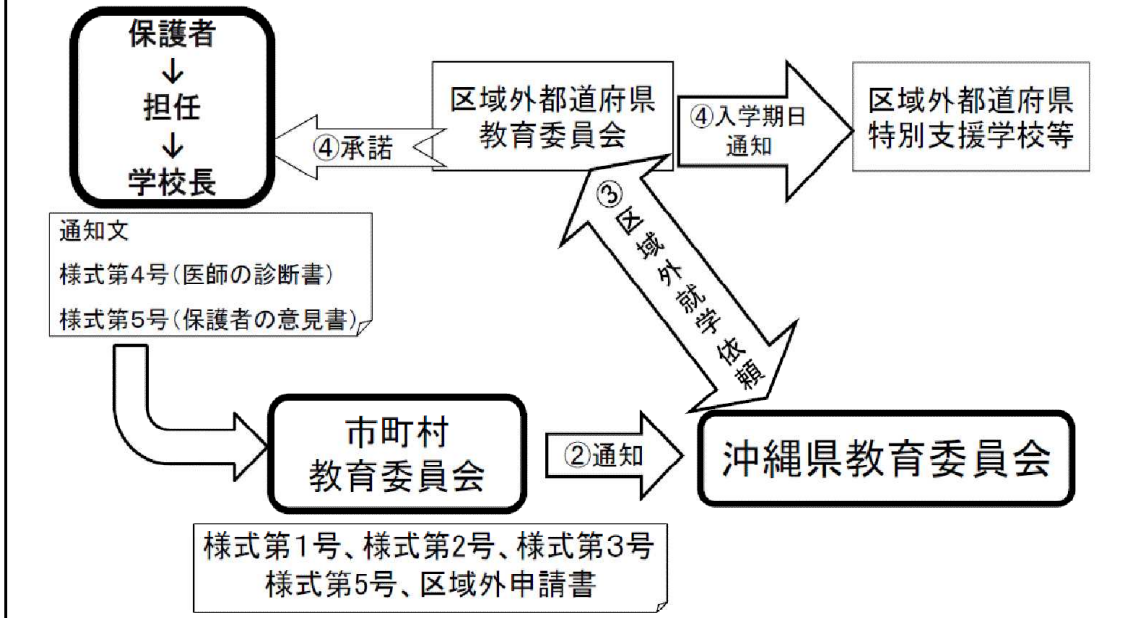 保護者
↓
担任
↓
学校長
④承諾
区域外都道府県
教育委員会
④入学期日
通知
区域外都道府県
特別支援学校等
③区域外就学依頼
通知文
様式第4号(医師の診断書)
様式第5号(保護者の意見書)
市町村
教育委員会
②通知
沖縄県教育委員会
様式第1号、様式第2号、様式第3号
様式第5号、区域外申請書